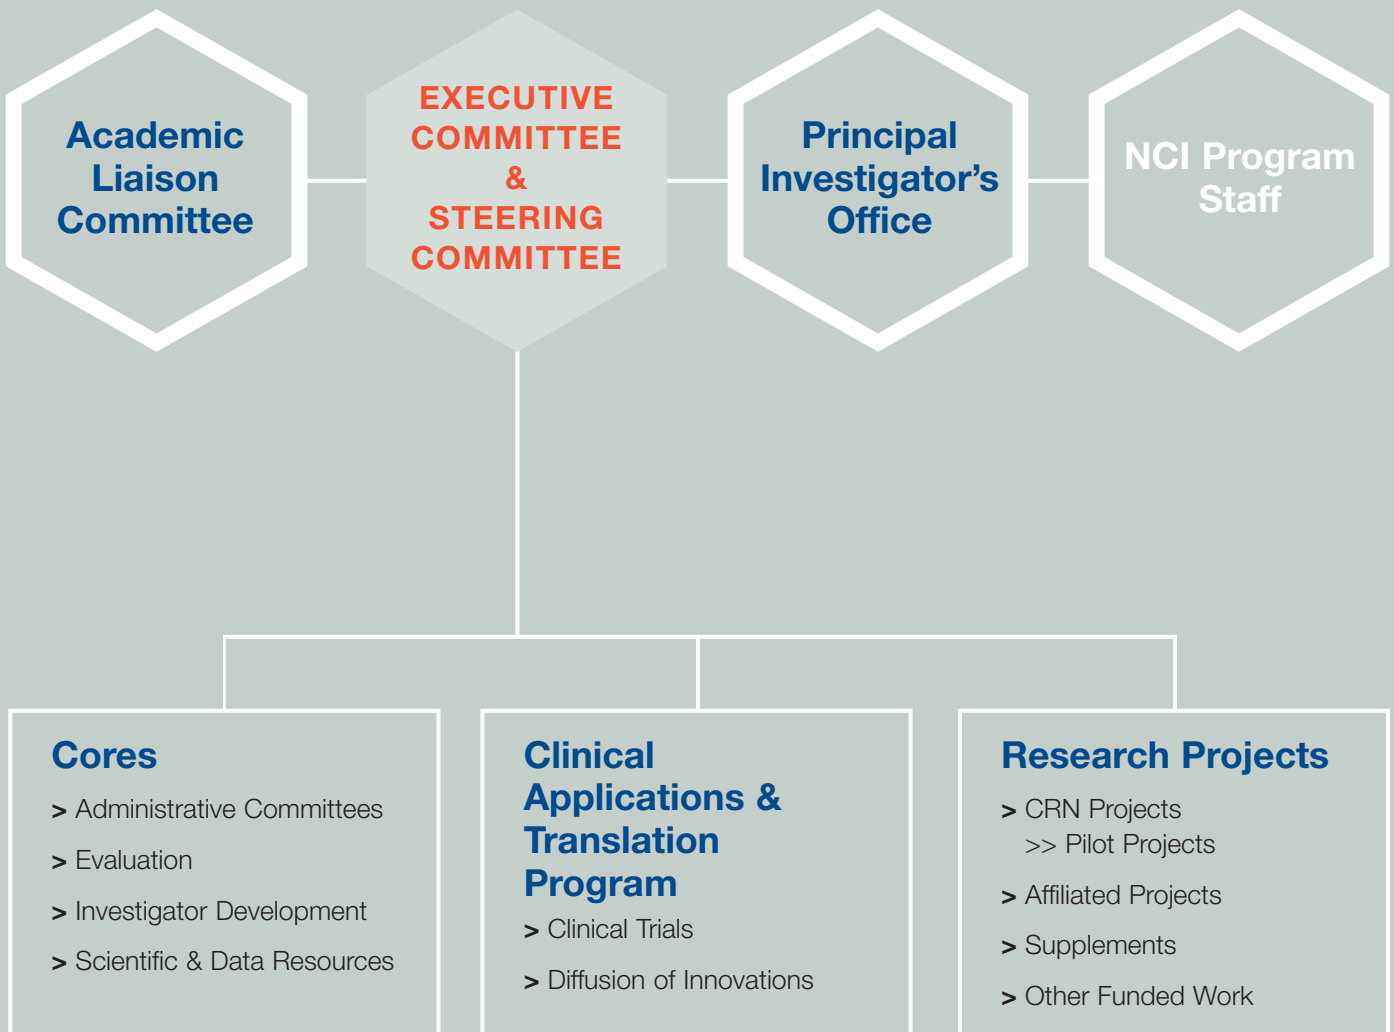 Academic
Liaison
Committee
EXECUTIVE
COMMITTEE
&
STEERING
COMMITTEE
Principal
Investigator’s
Office
NCI Program
Staff
Cores
> Administrative Committees
> Evaluation
> Investigator Development
> Scientific & Data Resources
Clinical
Applications &
Translation
Program
> Clinical Trials
> Diffusion of Innovations
Research Projects
> CRN Projects
>> Pilot Projects
> Affiliated Projects
> Supplements
> Other Funded Work